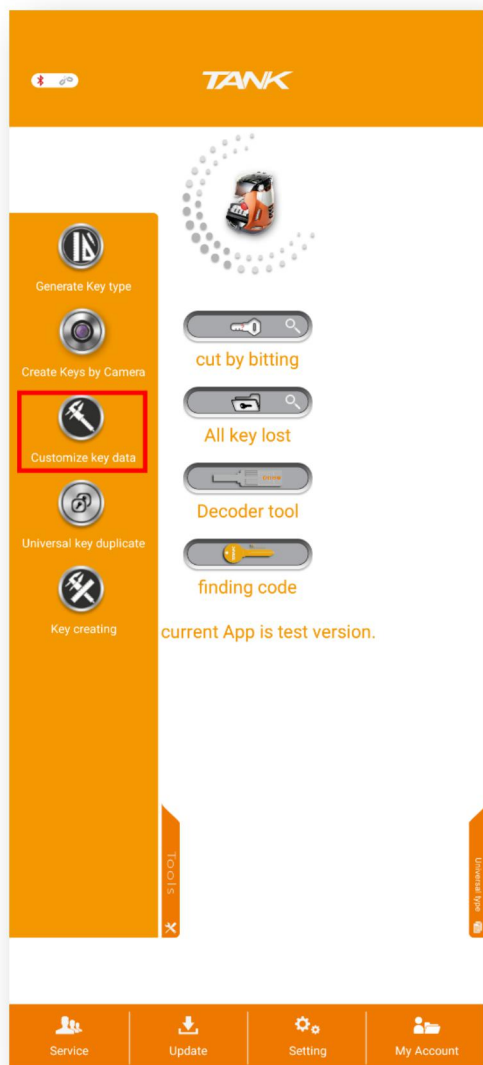 TANK
Generate Key type
Create Keys by Camera
Customize key data
Universal key duplicate
Key creating
cut by bitting
All key lost
Decoder tool
finding code
current App is test version.
Tools
Universal type
Service
Update
Setting
My Account